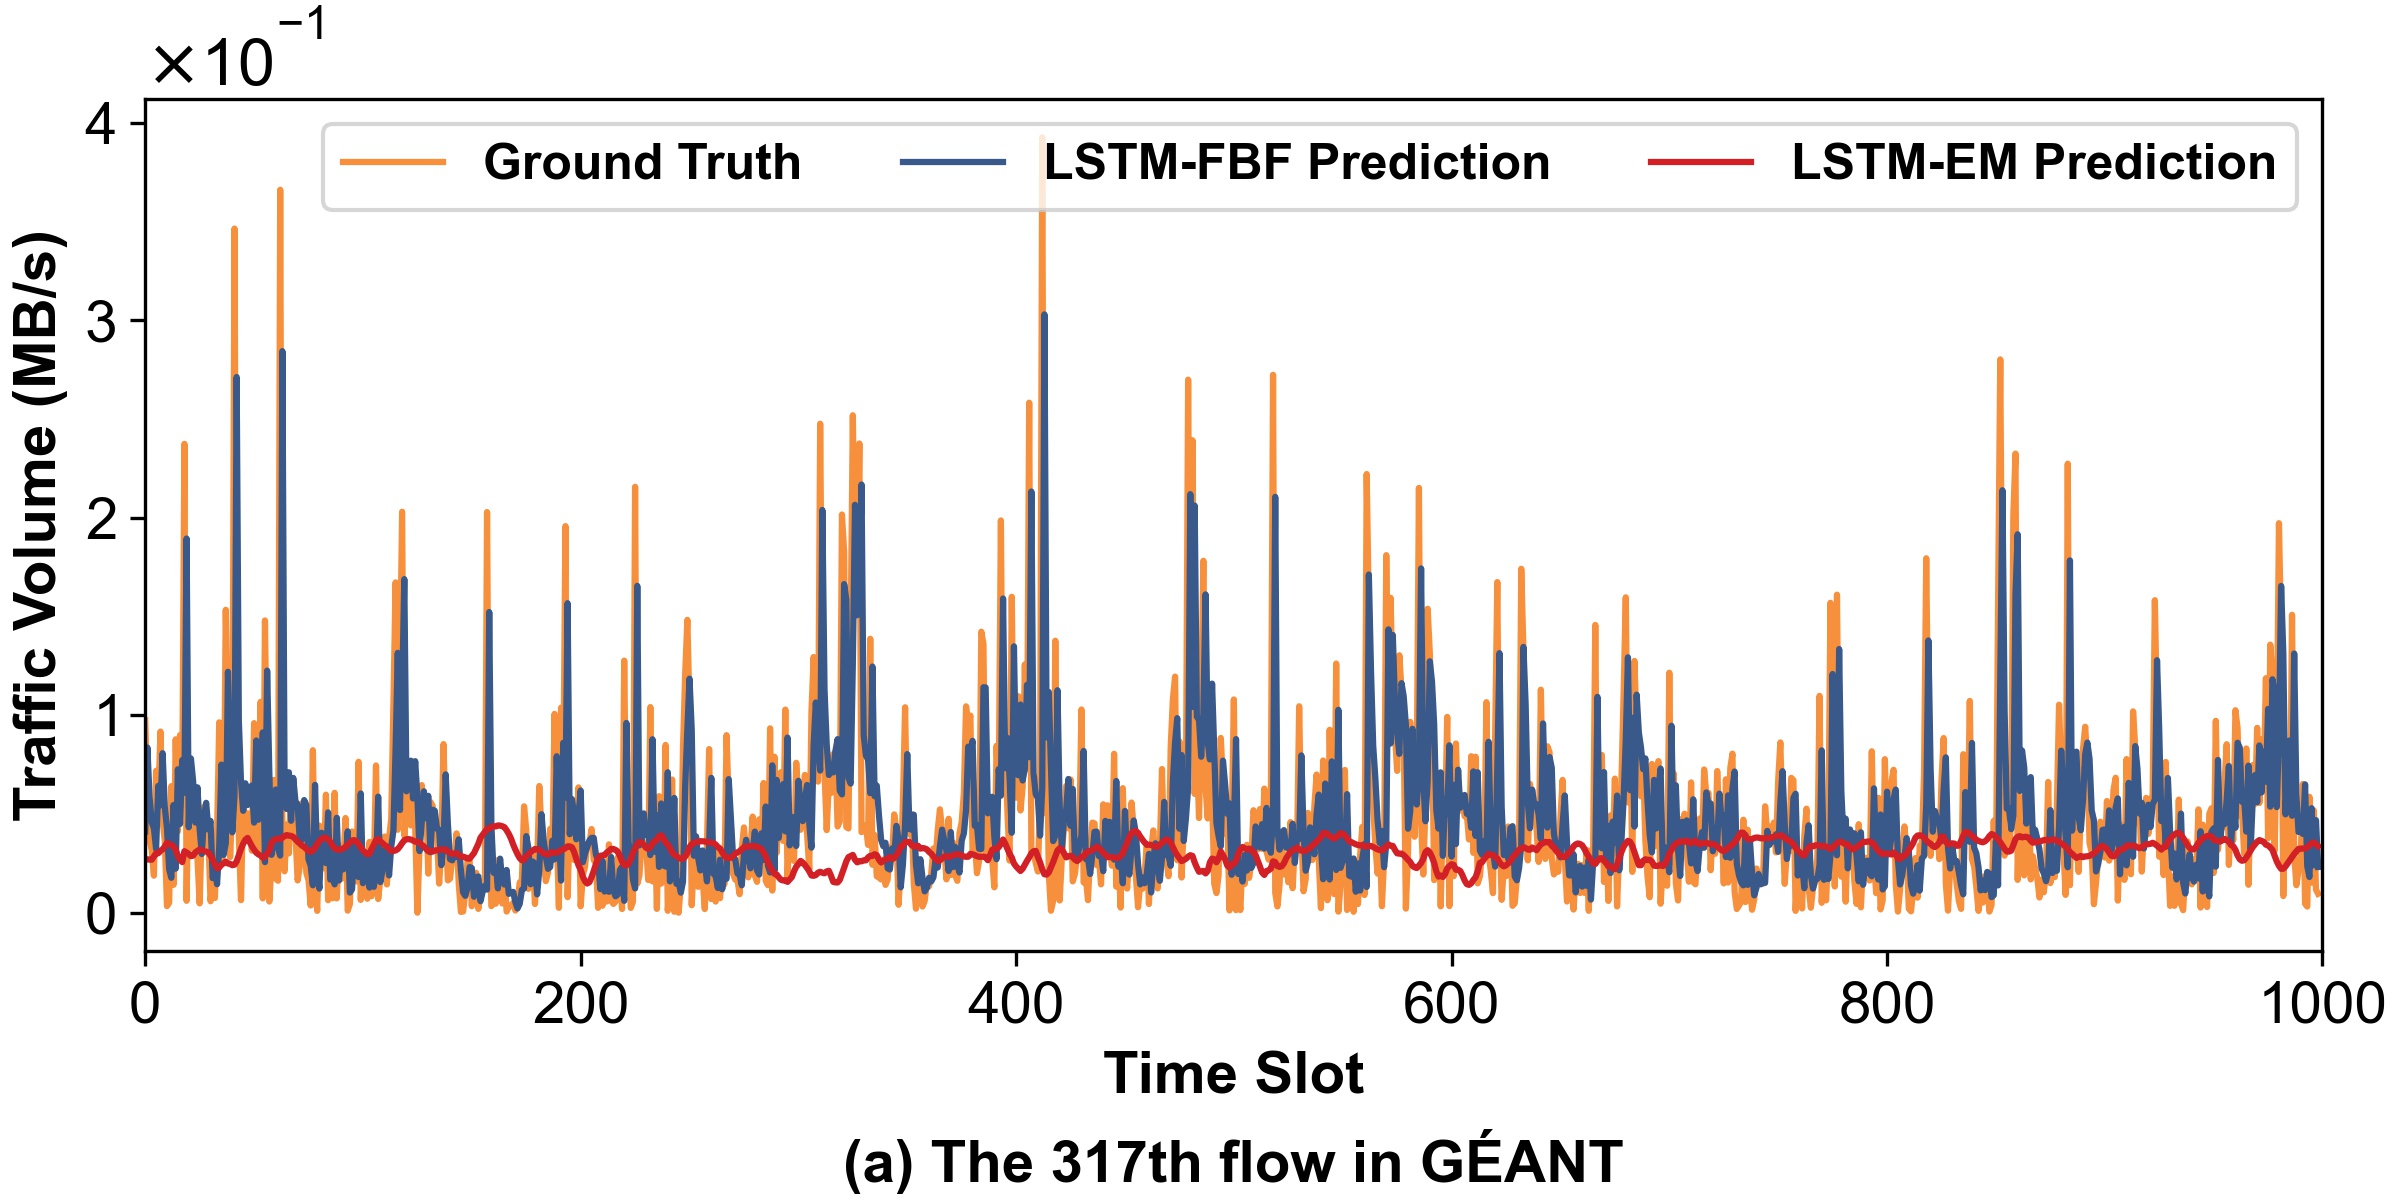 ×10⁻¹
4
3
2
1
0
Traffic Volume (MB/s)
Ground Truth LSTM-FBF Prediction LSTM-EM Prediction
0 200 400 600 800 1000
Time Slot
(a) The 317th flow in GÉANT